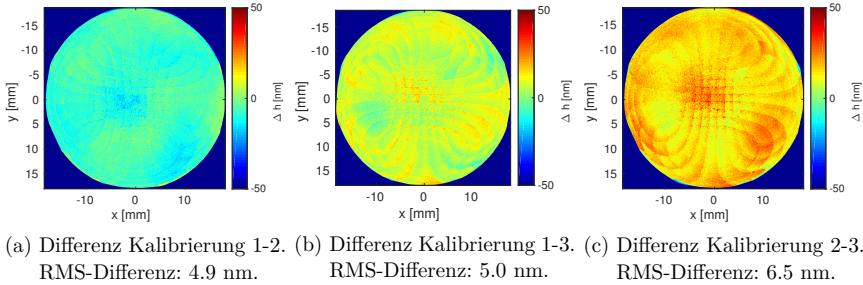 50
0
-50
Δ h [nm]
-15
-10
-5
0
5
10
15
y [mm]
-10
0
10
x [mm]
50
0
-50
Δ h [nm]
-15
-10
-5
0
5
10
15
y [mm]
-10
0
10
x [mm]
50
0
-50
Δ h [nm]
-15
-10
-5
0
5
10
15
y [mm]
-10
0
10
x [mm]
(a) Differenz Kalibrierung 1-2.
RMS-Differenz: 4.9 nm.
(b) Differenz Kalibrierung 1-3.
RMS-Differenz: 5.0 nm.
(c) Differenz Kalibrierung 2-3.
RMS-Differenz: 6.5 nm.